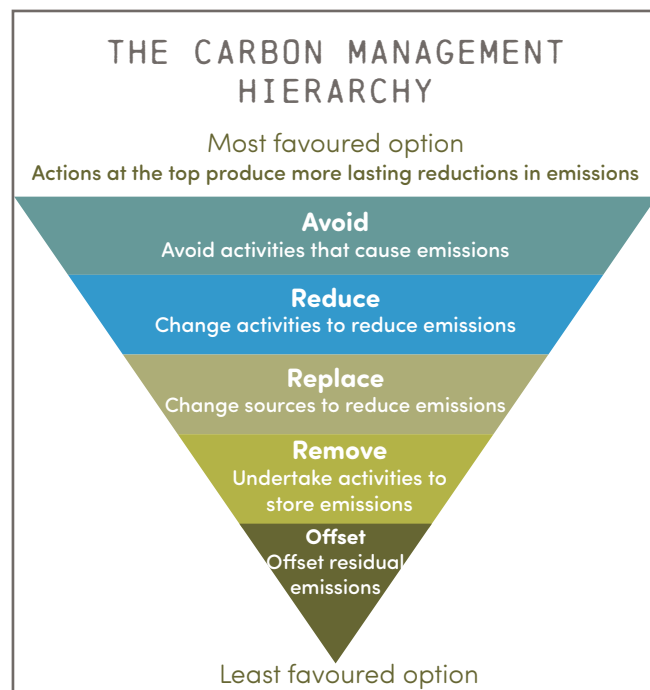 THE CARBON MANAGEMENT
HIERARCHY
Most favoured option
Actions at the top produce more lasting reductions in emissions
Avoid
Avoid activities that cause emissions
Reduce
Change activities to reduce emissions
Replace
Change sources to reduce emissions
Remove
Undertake activities to
store emissions
Offset
Offset residual
emissions
Least favoured option